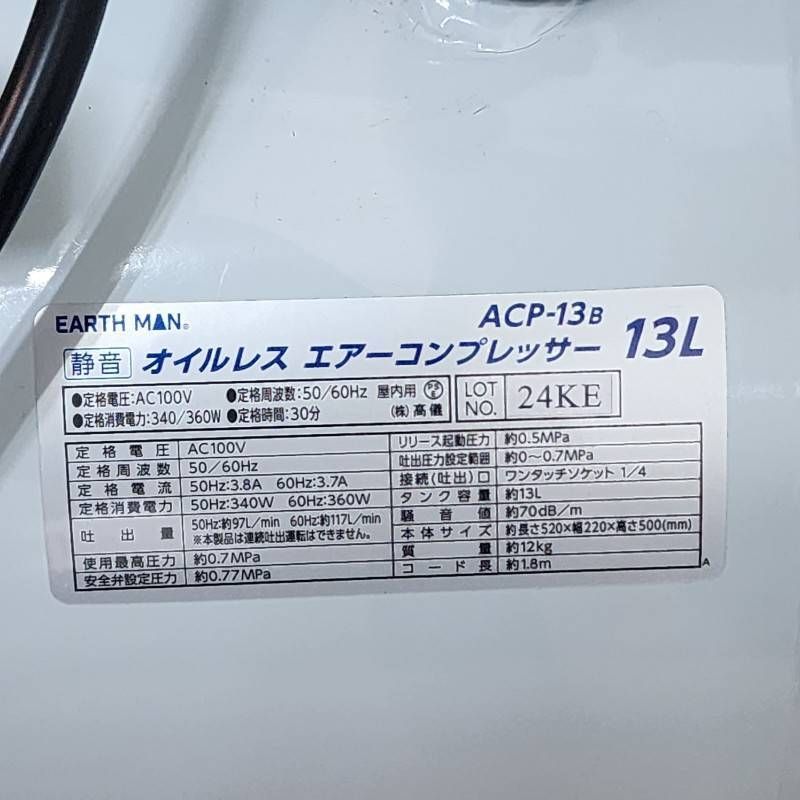 EARTH MAN®
ACP-13B
静音 オイルレス エアーコンプレッサー 13L
●定格電圧:AC100V ●定格周波数:50/60Hz 屋内用 PSE
●定格消費電力:340/360W ●定格時間:30分 (株)高儀
LOT NO. 24KE
定格電圧 AC100V
定格周波数 50/60Hz
定格電流 50Hz:3.8A 60Hz:3.7A
定格消費電力 50Hz:340W 60Hz:360W
吐出量 50Hz:約97L/min 60Hz:約117L/min
※本製品は連続吐出運転はできません。
使用最高圧力 約0.7MPa
安全弁設定圧力 約0.77MPa
リリース起動圧力 約0.5MPa
吐出圧力設定範囲 約0～0.7MPa
接続(吐出)口 ワンタッチソケット 1/4
タンク容量 約13L
騒音値 約70dB/m
本体サイズ 約長さ520×幅220×高さ500(mm)
質量 約12kg
コード長 約1.8m
A